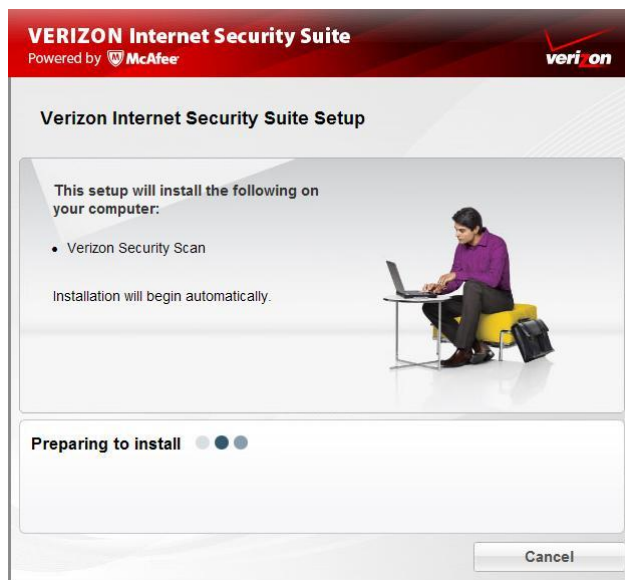 VERIZON Internet Security Suite
Powered by McAfee
verizon
Verizon Internet Security Suite Setup
This setup will install the following on
your computer:
• Verizon Security Scan
Installation will begin automatically.
Preparing to install
Cancel